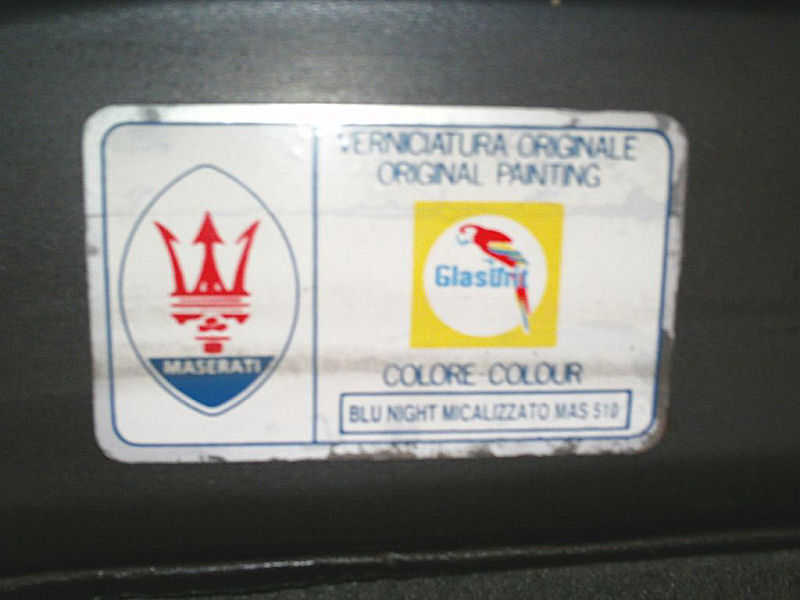 VERNICIATURA ORIGINALE
ORIGINAL PAINTING
Glasurit
MASERATI
COLORE-COLOUR
BLU NIGHT MICALIZZATO MAS 510